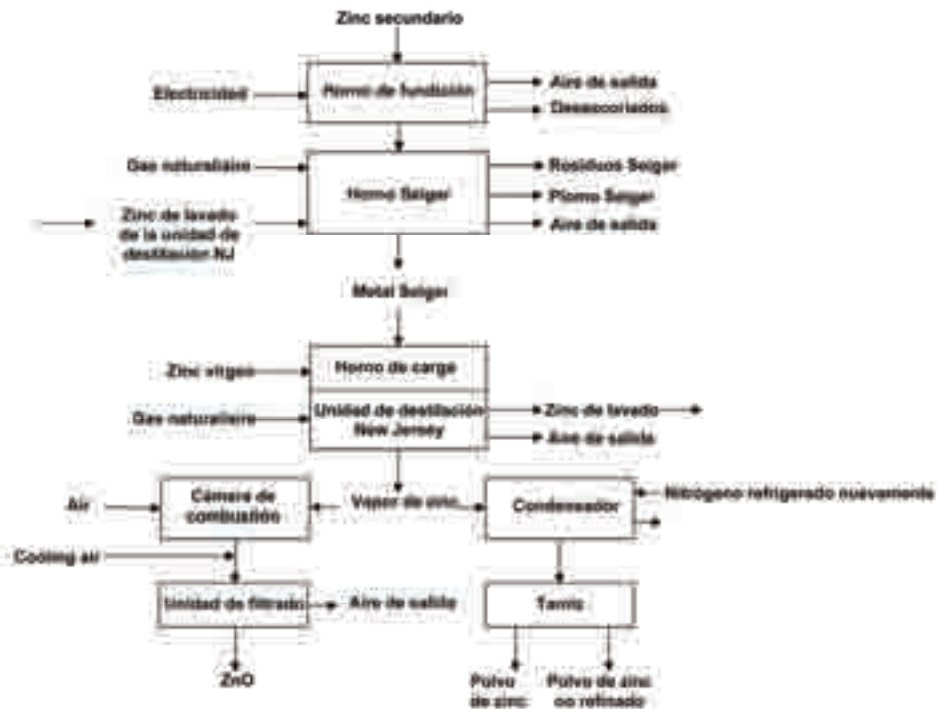 Zinc secundario
Electricidad
Horno de fundición
Aire de salida
Desescoriados
Gas natural/aire
Horno Seiger
Residuos Seiger
Plomo Seiger
Aire de salida
Zinc de lavado
de la unidad de
destilación NJ
Metal Seiger
Zinc virgen
Horno de carga
Gas natural/aire
Unidad de destilación
New Jersey
Zinc de lavado
Aire de salida
Air
Cámara de
combustión
Vapor de zinc
Condensador
Nitrógeno refrigerado nuevamente
Cooling air
Unidad de filtrado
Aire de salida
Tamiz
ZnO
Polvo
de zinc
Polvo de zinc
no refinado